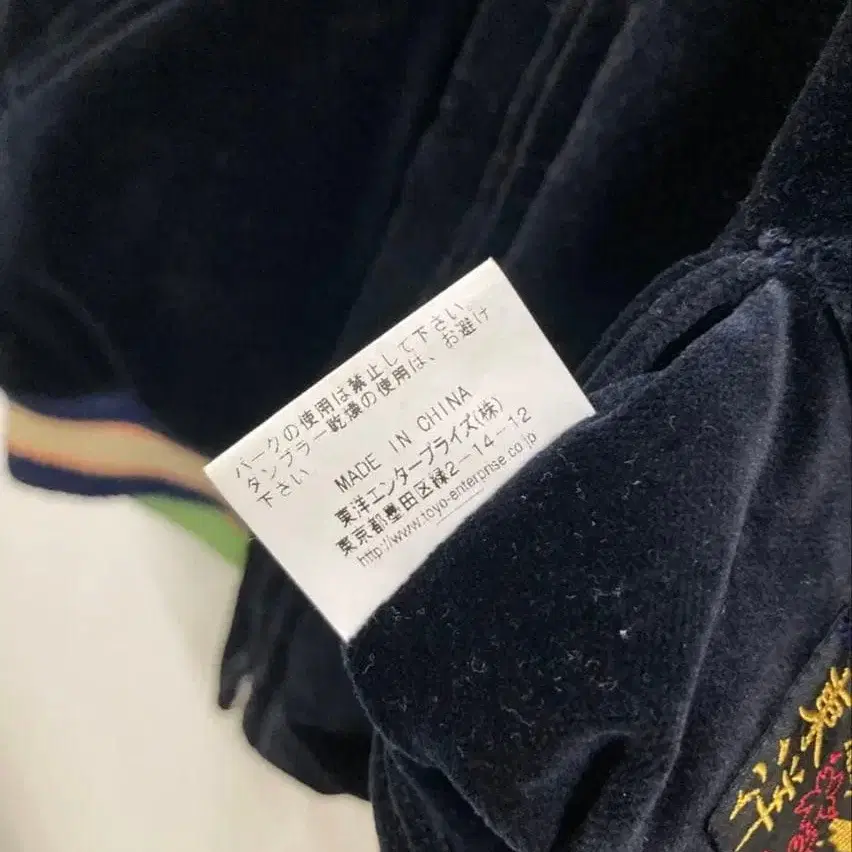 パークの使用は禁止して下さい。
タンブラー乾燥の使用は、お避け
下さい
MADE IN CHINA
東洋エンタープライズ(株)
東京都墨田区緑2-14-12
http://www.toyo-enterprise.co.jp